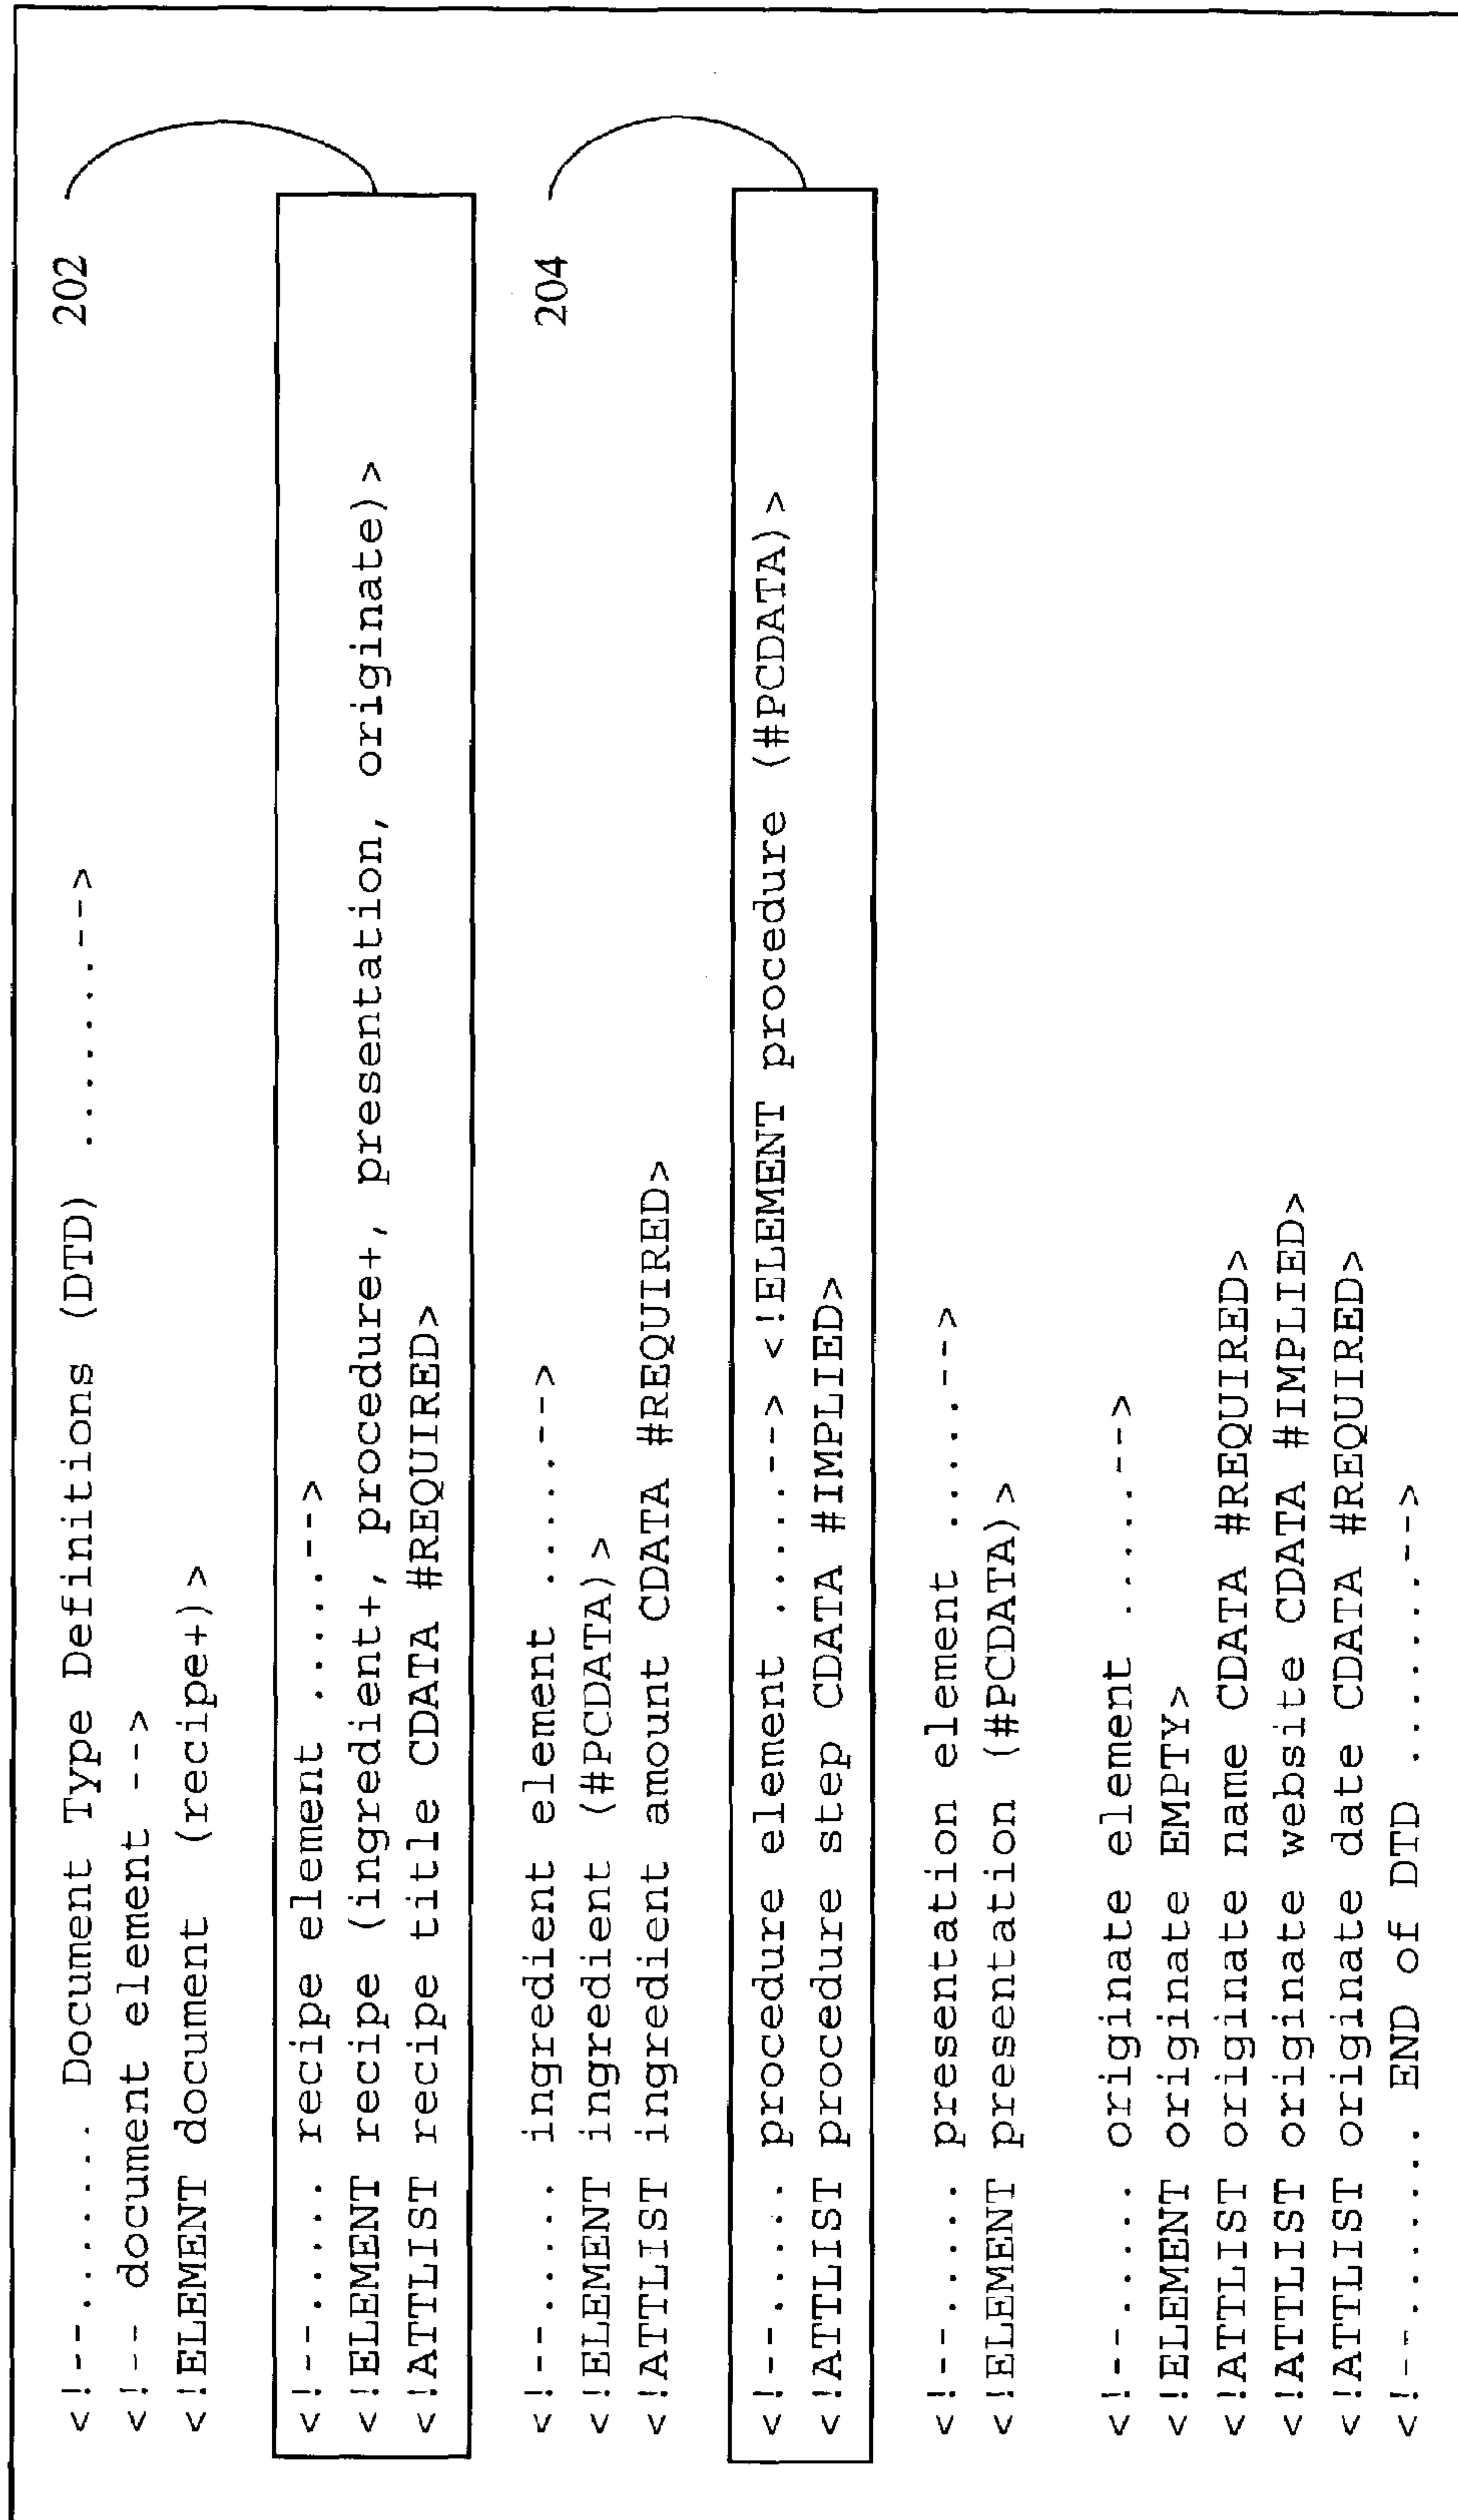 <!--....... Document Type Definitions (DTD) ........-->
202
<!-- document element -->
<!ELEMENT document (recipe+)>
<!--...... recipe element ......-->
<!ELEMENT recipe (ingredient+, procedure+, presentation, originate)>
<!ATTLIST recipe title CDATA #REQUIRED>
<!--..... ingredient element .....-->
204
<!ELEMENT ingredient (#PCDATA)>
<!ATTLIST ingredient amount CDATA #REQUIRED>
<!--...... procedure element .....--> <!ELEMENT procedure (#PCDATA)>
<!ATTLIST procedure step CDATA #IMPLIED>
<!--...... presentation element ......-->
<!ELEMENT presentation (#PCDATA)>
<!--...... originate element .....-->
<!ELEMENT originate EMPTY>
<!ATTLIST originate name CDATA #REQUIRED>
<!ATTLIST originate website CDATA #IMPLIED>
<!ATTLIST originate date CDATA #REQUIRED>
<!--........ END of DTD ........-->